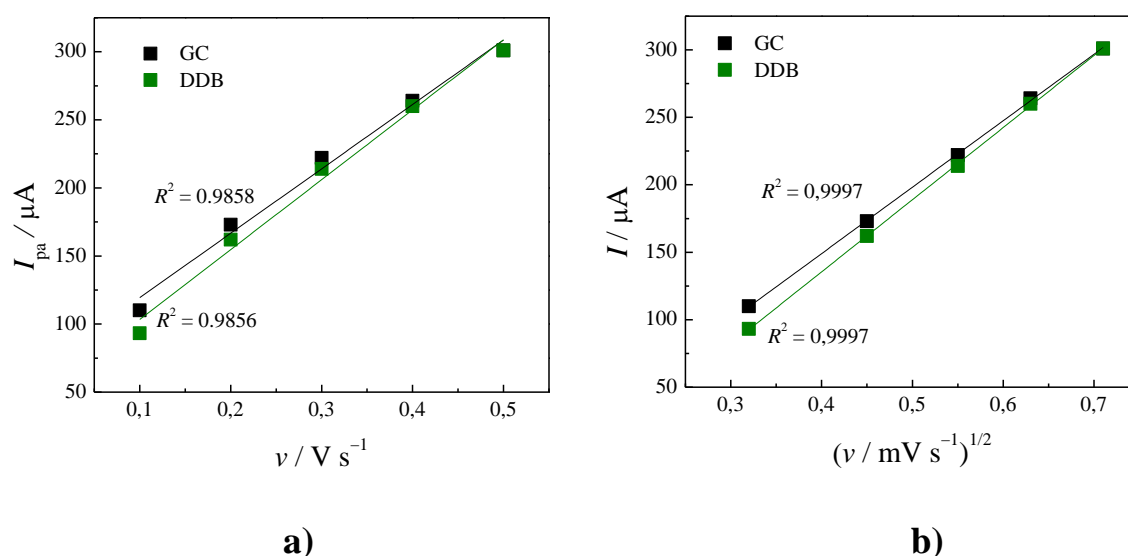 300
250
200
150
100
50
I_pa / μA
GC
DDB
R² = 0.9858
R² = 0.9856
0,1 0,2 0,3 0,4 0,5
v / V s⁻¹
a)
300
250
200
150
100
50
I / μA
GC
DDB
R² = 0,9997
R² = 0,9997
0,3 0,4 0,5 0,6 0,7
(v / mV s⁻¹)¹ᐟ²
b)